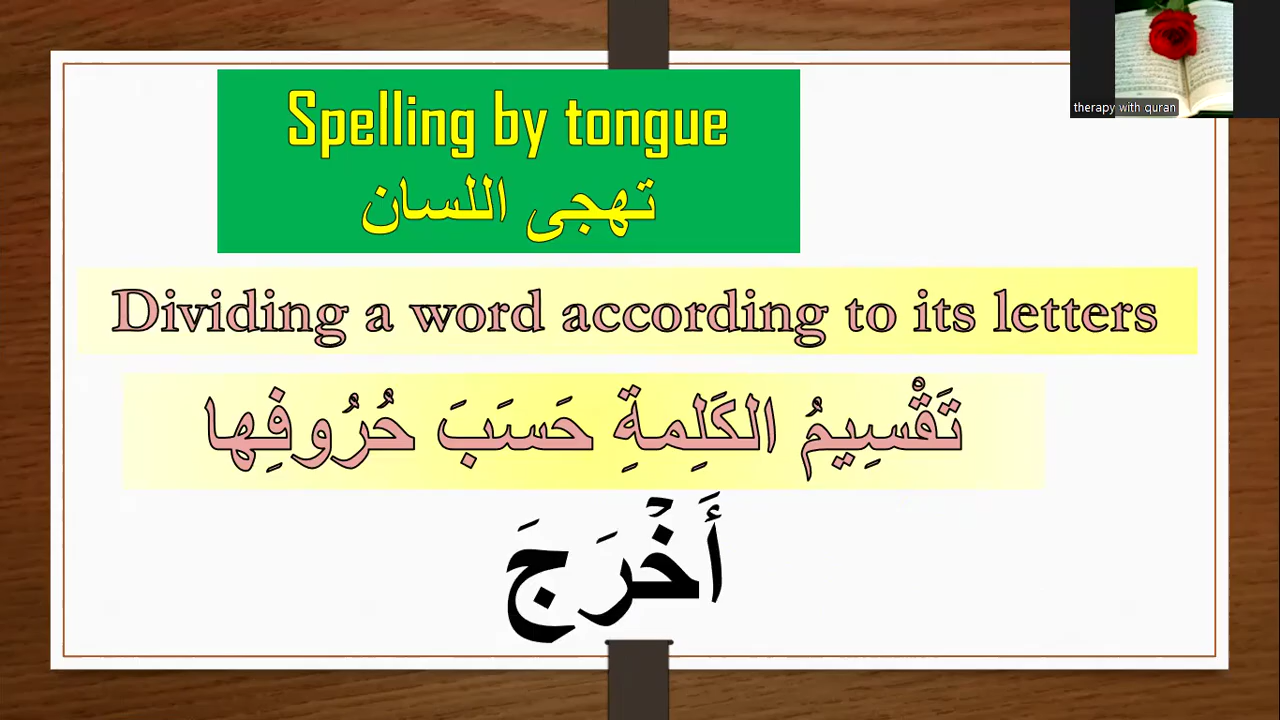 Spelling by tongue
تهجى اللسان
Dividing a word according to its letters
تَقْسِيمُ الكَلِمةِ حَسَبَ حُرُوفِها
أَخْرَجَ
therapy with quran